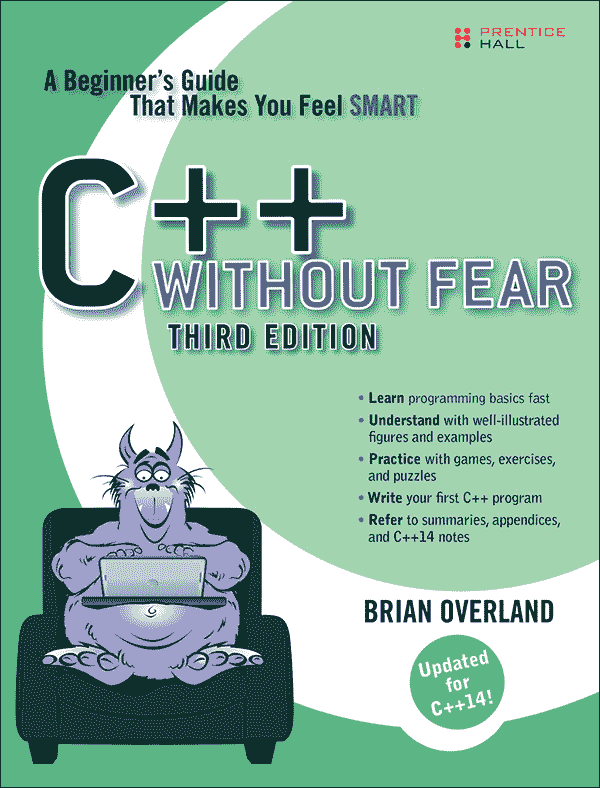 PRENTICE
HALL
A Beginner's Guide
That Makes You Feel SMART
C++
WITHOUT FEAR
THIRD EDITION
• Learn programming basics fast
• Understand with well-illustrated
figures and examples
• Practice with games, exercises,
and puzzles
• Write your first C++ program
• Refer to summaries, appendices,
and C++14 notes
BRIAN OVERLAND
Updated
for
C++14!